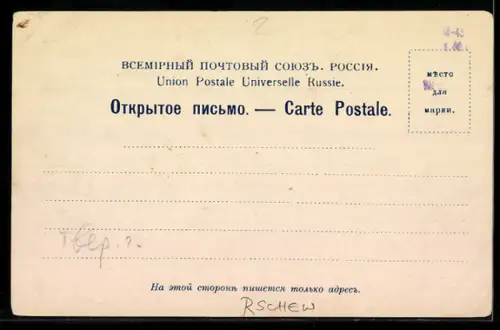 ВСЕМІРНЫЙ ПОЧТОВЫЙ СОЮЗЪ. РОССІЯ.
Union Postale Universelle Russie.
Открытое письмо. — Carte Postale.
мѣсто
для
марки.
Твер. г.
На этой сторонѣ пишется только адресъ.
RSCHEW